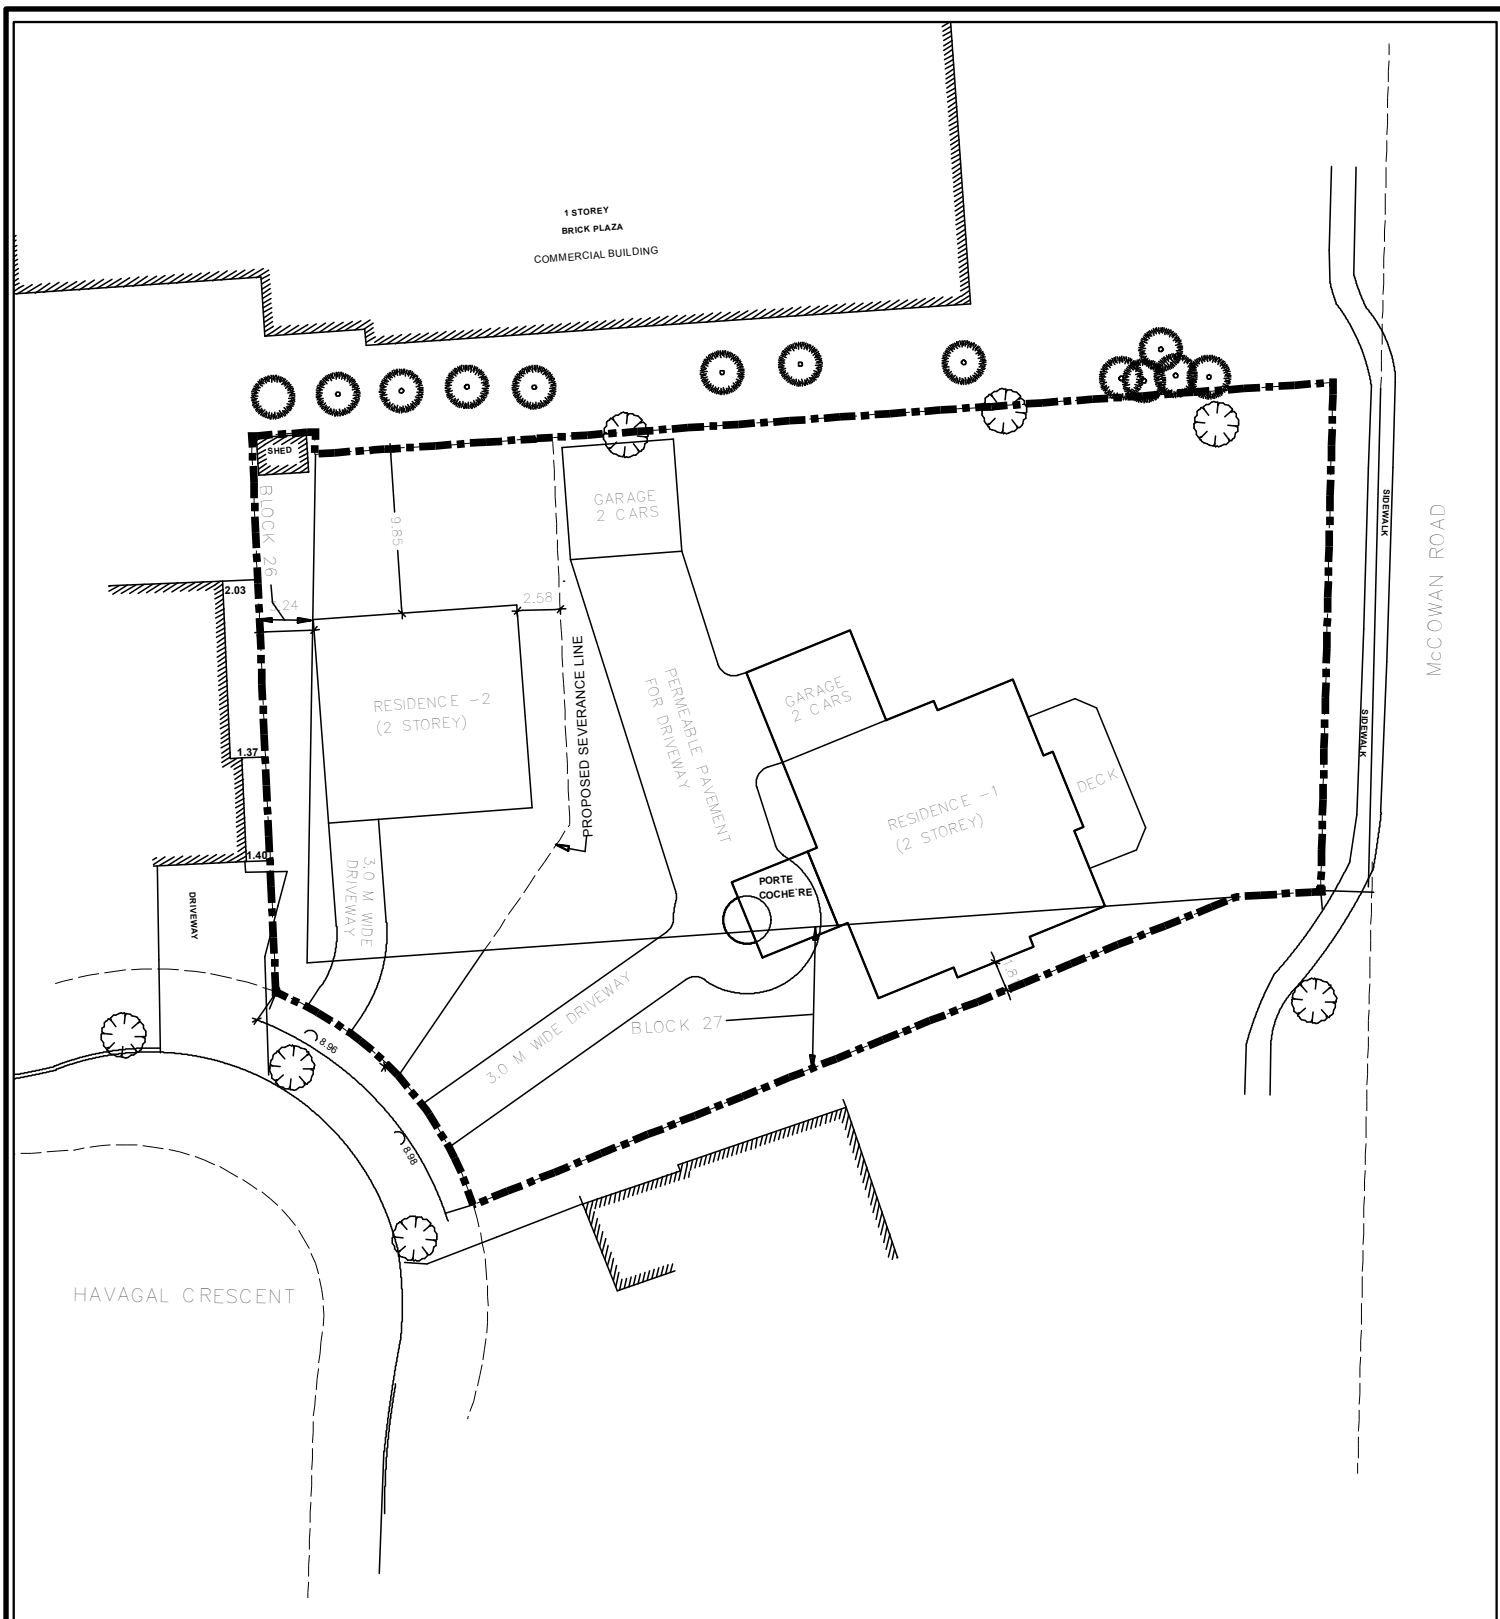 1 STOREY
BRICK PLAZA
COMMERCIAL BUILDING
SHED
BLOCK 26
9.85
GARAGE
2 CARS
2.03
2.58
RESIDENCE -2
(2 STOREY)
PROPOSED SEVERANCE LINE
PERMEABLE PAVEMENT
FOR DRIVEWAY
GARAGE
2 CARS
RESIDENCE -1
(2 STOREY)
DECK
SIDEWALK
SIDEWALK
McCOWAN ROAD
1.37
1.40
DRIVEWAY
3.0 M WIDE
DRIVEWAY
PORTE
COCHE`RE
1.8
3.0 M WIDE DRIVEWAY
BLOCK 27
8.96
8.98
HAVAGAL CRESCENT